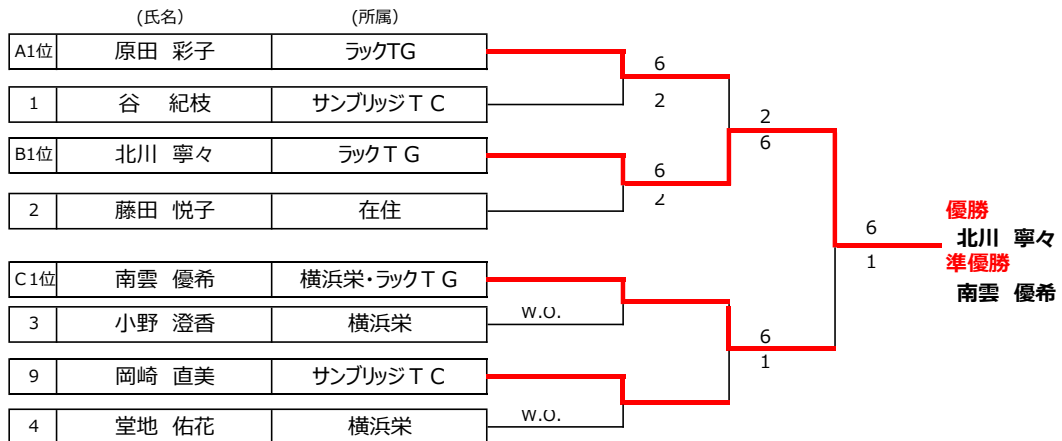 (氏名) (所属)
A1位 原田 彩子 ラックTG
6
1 谷 紀枝 サンブリッジＴＣ
2
2
B1位 北川 寧々 ラックＴＧ
6
6
2 藤田 悦子 在住
2
優勝
6
北川 寧々
1
準優勝
C1位 南雲 優希 横浜栄・ラックＴＧ
南雲 優希
3 小野 澄香 横浜栄 W.O.
6
1
9 岡崎 直美 サンブリッジＴＣ
4 堂地 佑花 横浜栄 W.O.